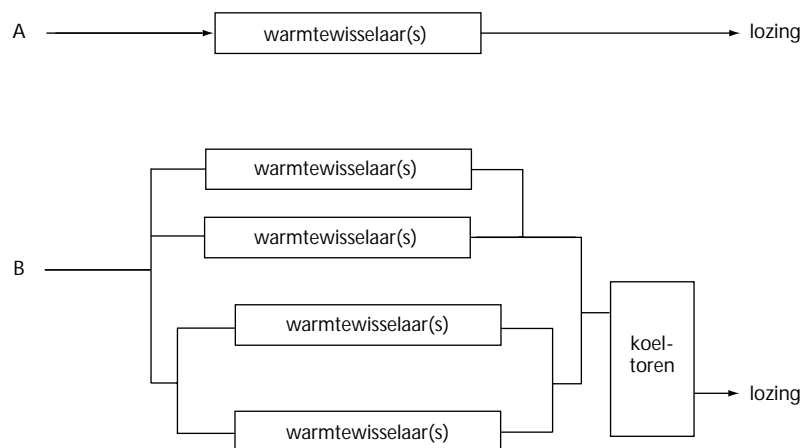 A warmtewisselaar(s) lozing
warmtewisselaar(s)
warmtewisselaar(s)
B
warmtewisselaar(s)
koel-
toren
lozing
warmtewisselaar(s)